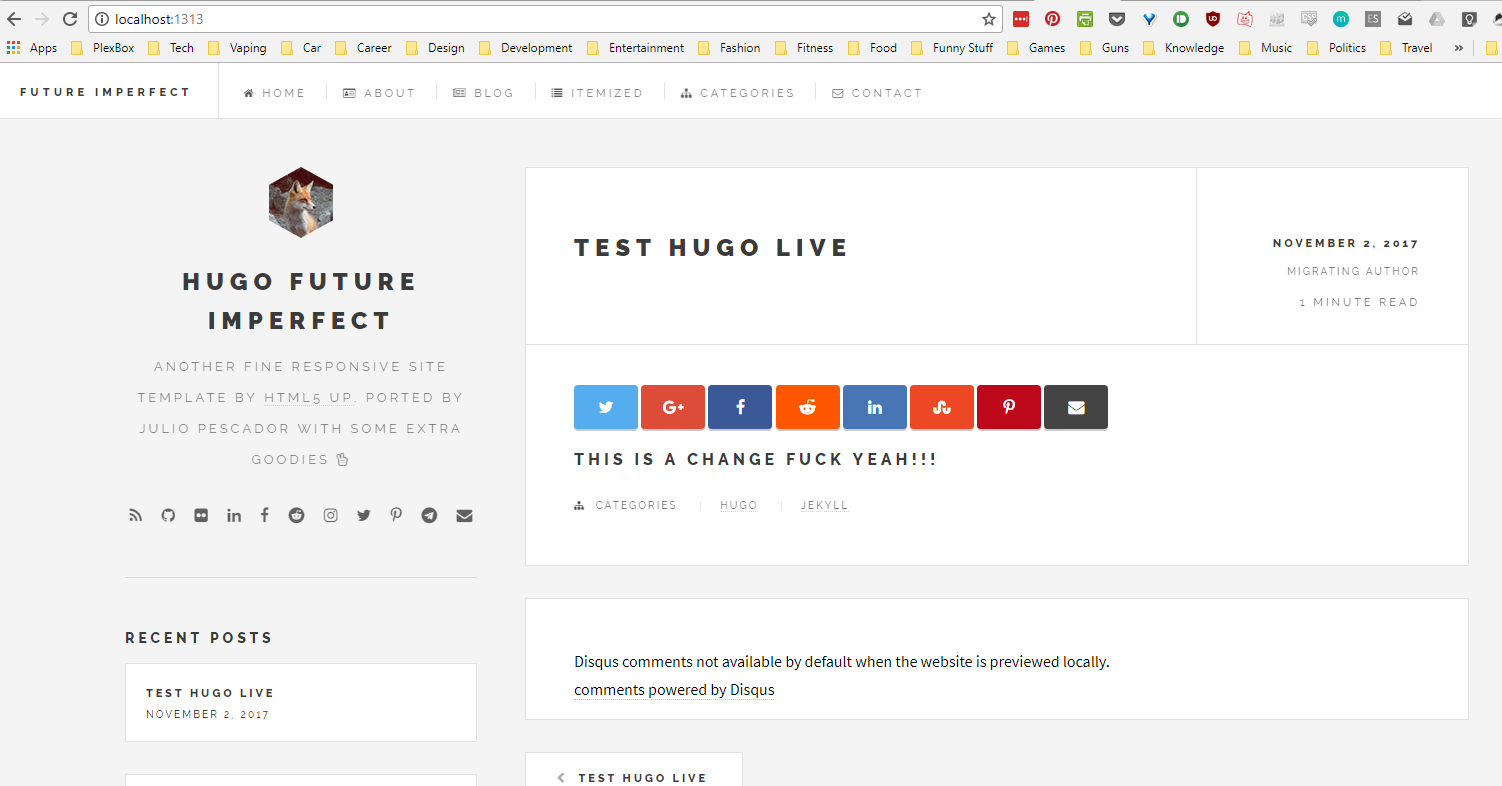 localhost:1313
Apps PlexBox Tech Vaping Car Career Design Development Entertainment Fashion Fitness Food Funny Stuff Games Guns Knowledge Music Politics Travel »
FUTURE IMPERFECT HOME ABOUT BLOG ITEMIZED CATEGORIES CONTACT
HUGO FUTURE
IMPERFECT
ANOTHER FINE RESPONSIVE SITE
TEMPLATE BY HTML5 UP. PORTED BY
JULIO PESCADOR WITH SOME EXTRA
GOODIES
RECENT POSTS
TEST HUGO LIVE
NOVEMBER 2, 2017
TEST HUGO LIVE
NOVEMBER 2, 2017
MIGRATING AUTHOR
1 MINUTE READ
THIS IS A CHANGE FUCK YEAH!!!
CATEGORIES HUGO JEKYLL
Disqus comments not available by default when the website is previewed locally.
comments powered by Disqus
TEST HUGO LIVE